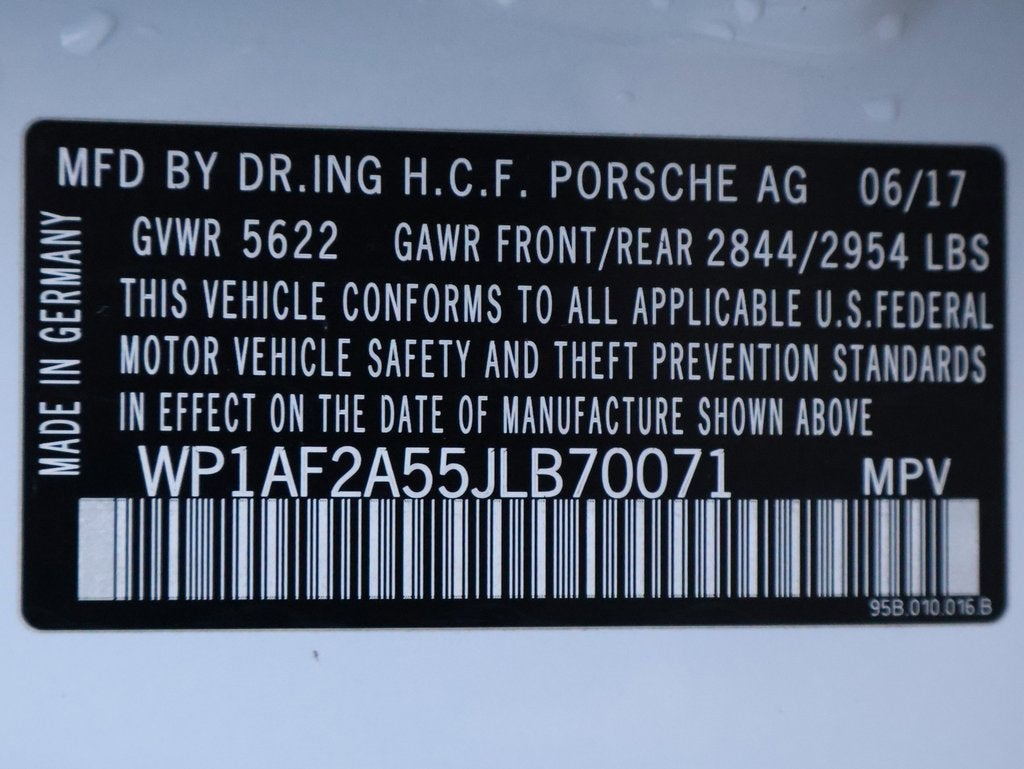 MFD BY DR.ING H.C.F. PORSCHE AG 06/17
GVWR 5622 GAWR FRONT/REAR 2844/2954 LBS
THIS VEHICLE CONFORMS TO ALL APPLICABLE U.S.FEDERAL
MOTOR VEHICLE SAFETY AND THEFT PREVENTION STANDARDS
IN EFFECT ON THE DATE OF MANUFACTURE SHOWN ABOVE
WP1AF2A55JLB70071 MPV
95B.010.016.B
MADE IN GERMANY